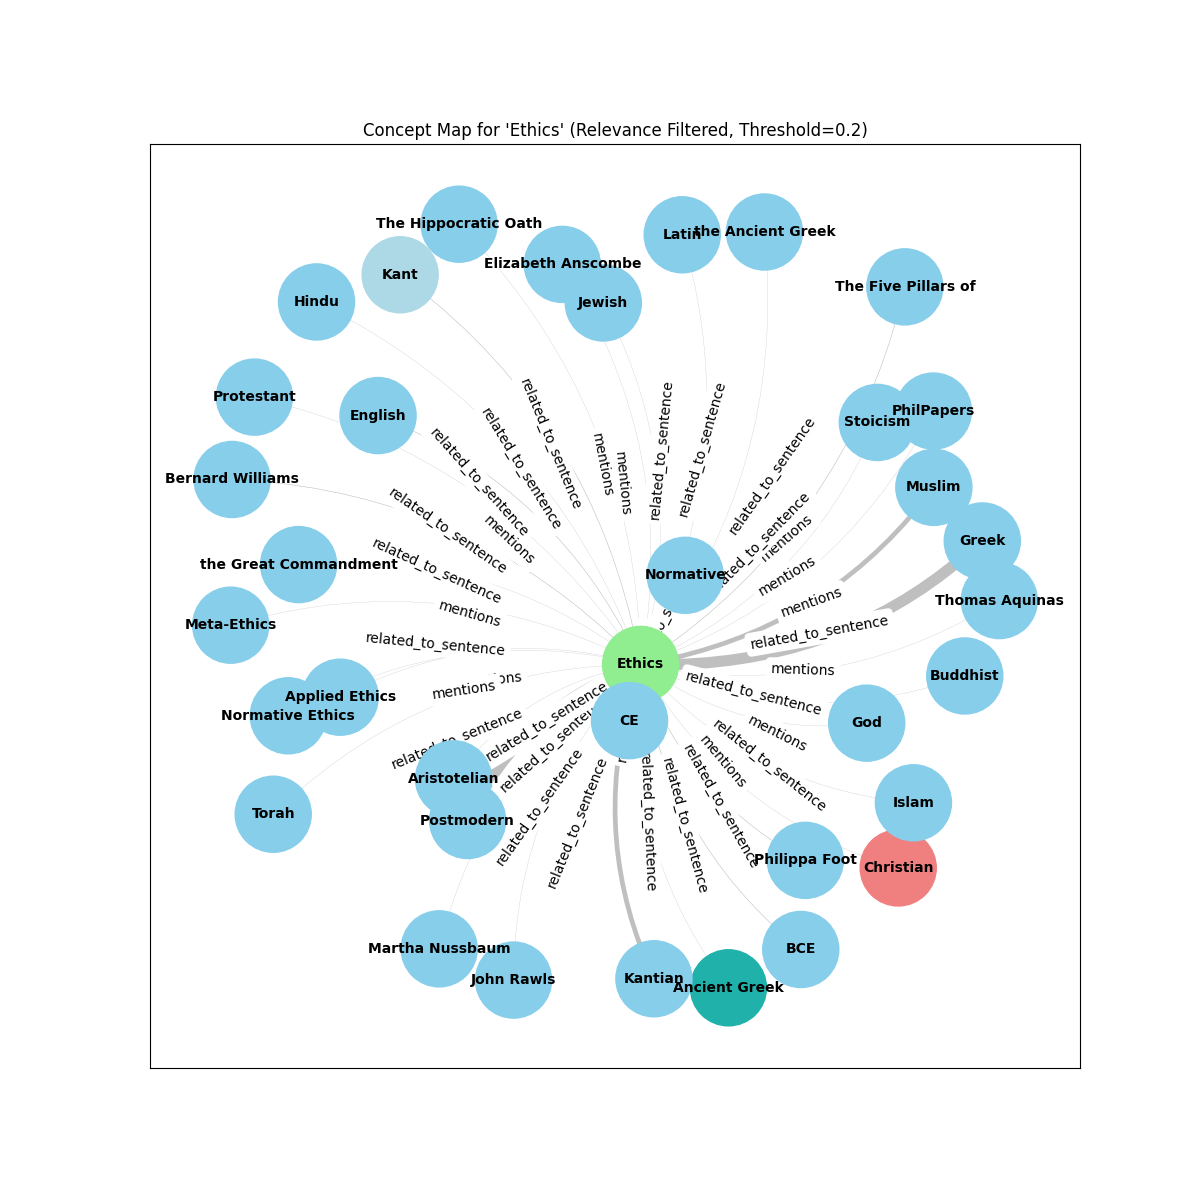 Concept Map for 'Ethics' (Relevance Filtered, Threshold=0.2)
The Hippocratic Oath
Latin
the Ancient Greek
Elizabeth Anscombe
Kant
The Five Pillars of
Hindu
Jewish
Protestant
English
PhilPapers
Stoicism
related_to_sentence
related_to_sentence
related_to_sentence
related_to_sentence
related_to_sentence
related_to_sentence
mentions
mentions
Bernard Williams
Muslim
related_to_sentence
mentions
mentions
Greek
related_to_sentence
the Great Commandment
Normative
mentions
mentions
Thomas Aquinas
mentions
Meta-Ethics
related_to_sentence
related_to_sentence
Ethics
mentions
Buddhist
mentions
related_to_sentence
Applied Ethics
Normative Ethics
CE
God
related_to_sentence
related_to_sentence
mentions
mentions
related_to_sentence
Aristotelian
Islam
Torah
Postmodern
related_to_sentence
related_to_sentence
related_to_sentence
related_to_sentence
related_to_sentence
Philippa Foot
Christian
Martha Nussbaum
BCE
John Rawls
Kantian
Ancient Greek